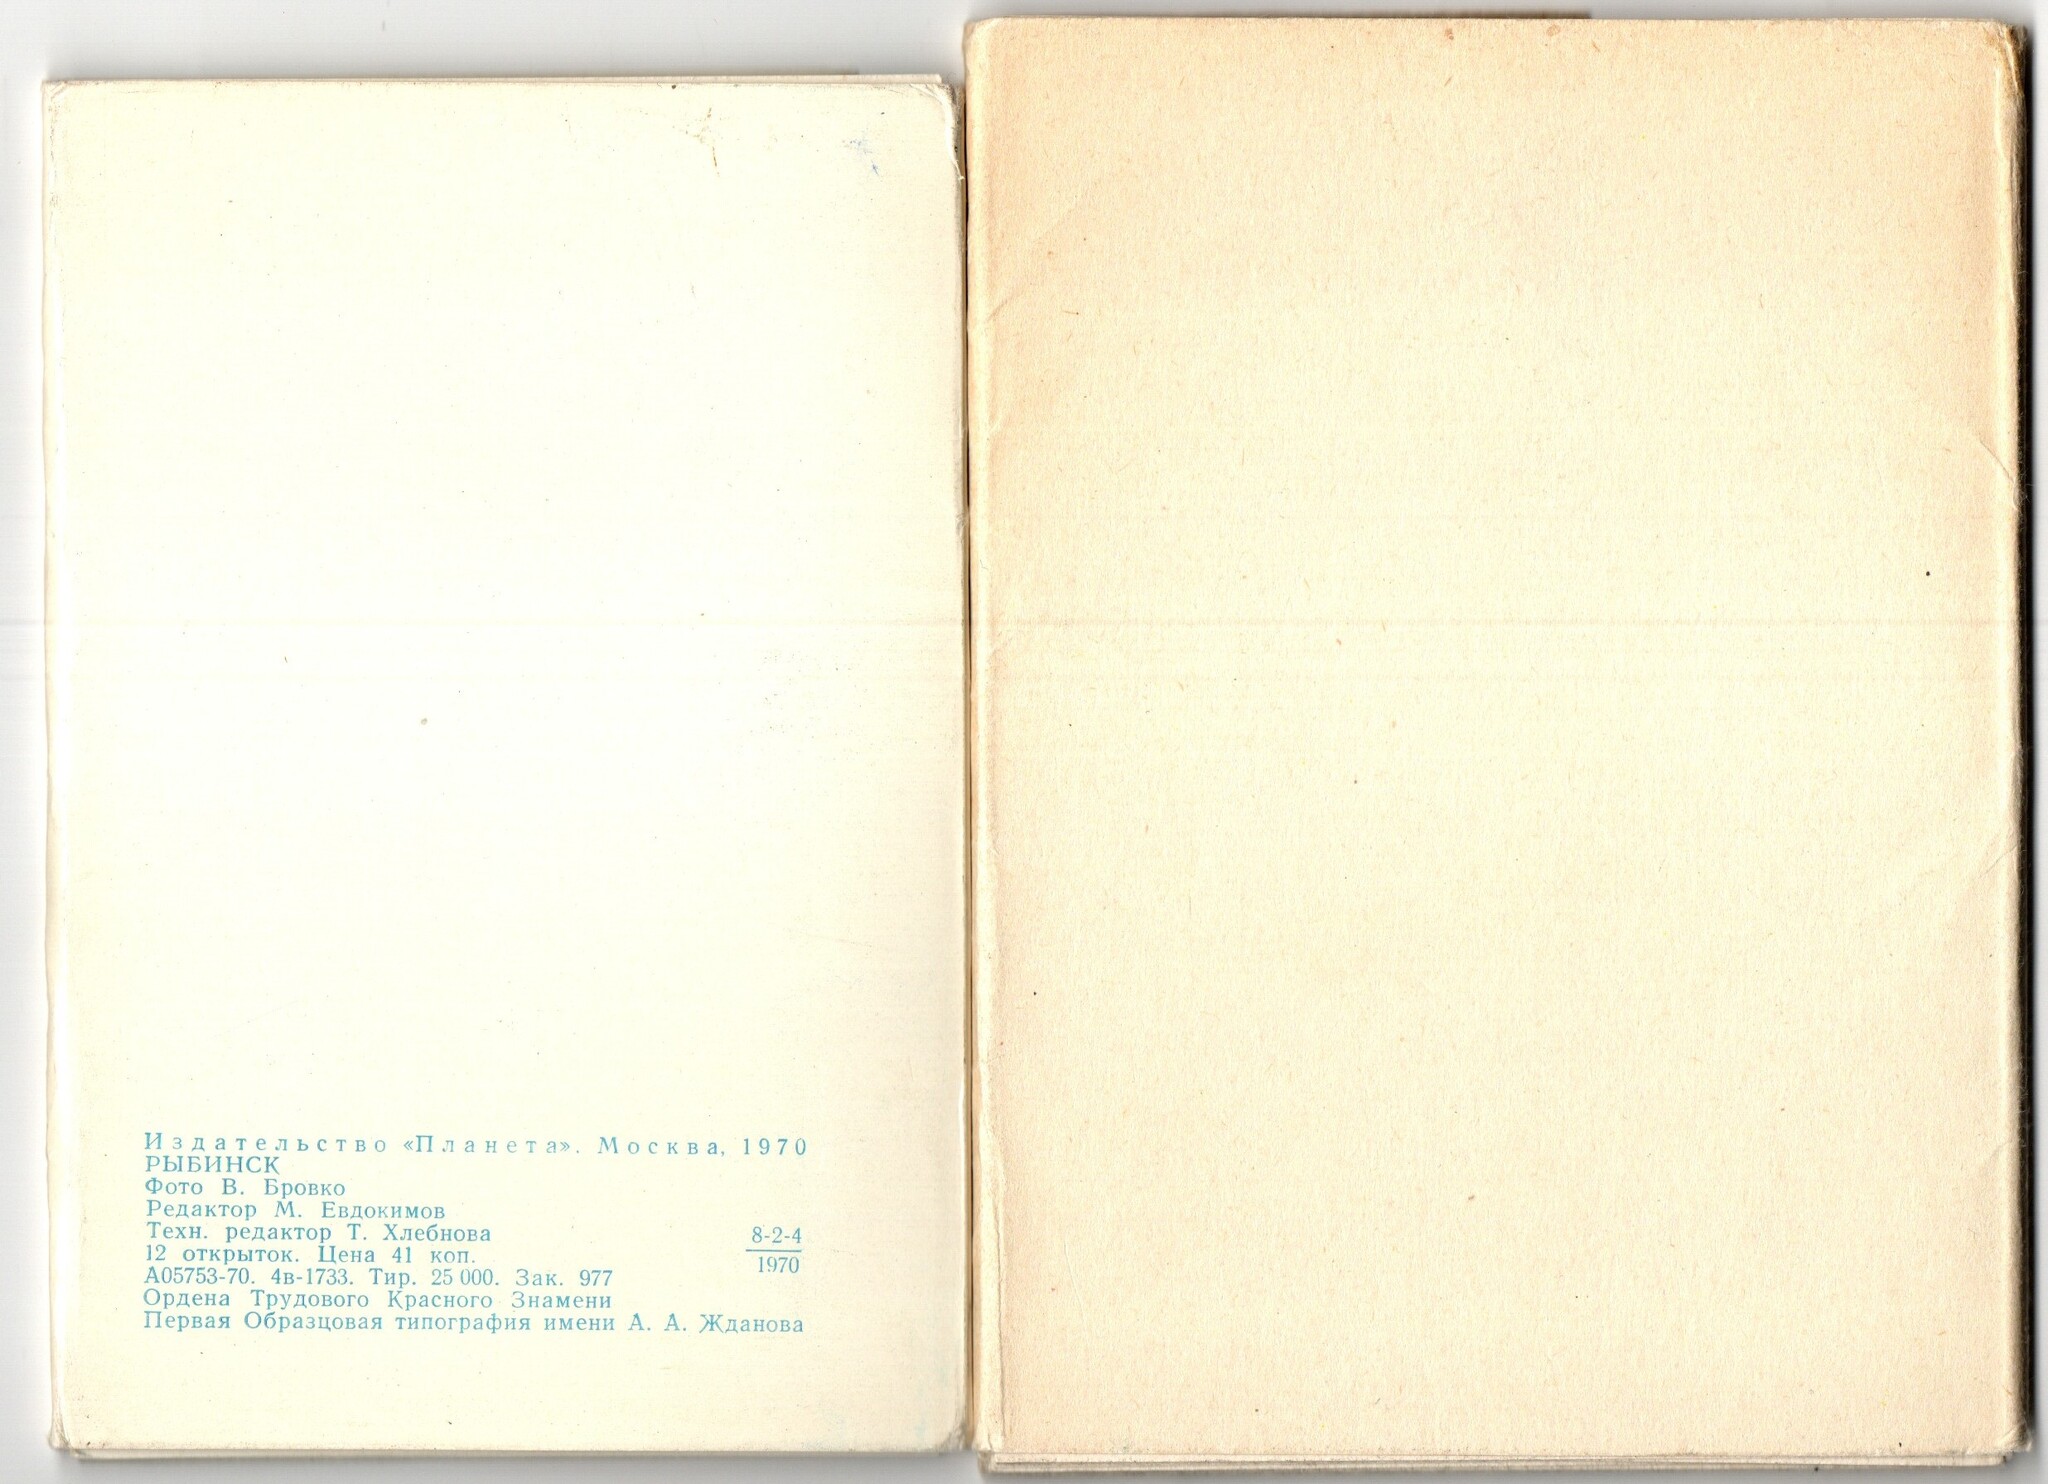 Издательство «Планета». Москва, 1970
РЫБИНСК
Фото В. Бровко
Редактор М. Евдокимов
Техн. редактор Т. Хлебнова
12 открыток. Цена 41 коп.
А05753-70. 4в-1733. Тир. 25 000. Зак. 977
Ордена Трудового Красного Знамени
Первая Образцовая типография имени А. А. Жданова
8-2-4
1970